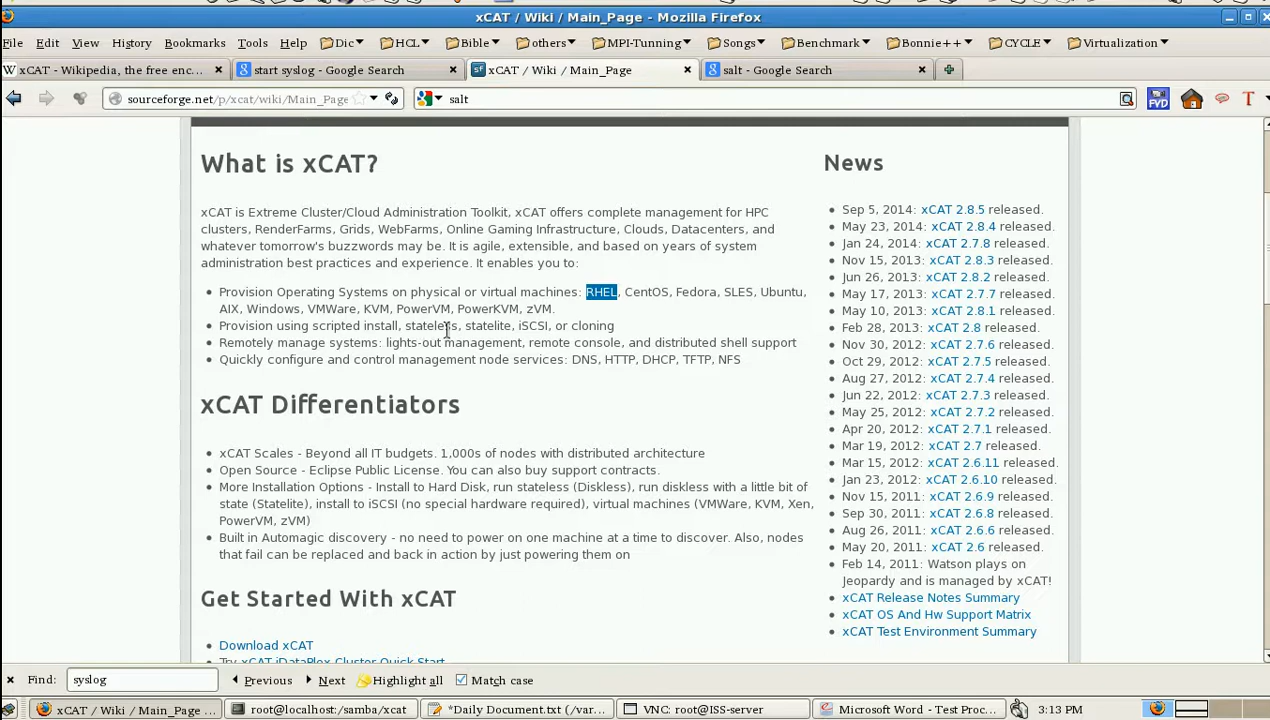 xCAT / Wiki / Main_Page - Mozilla Firefox
File Edit View History Bookmarks Tools Help Dic HCL Bible others MPI-Tunning Songs Benchmark Bonnie++ CYCLE Virtualization
xCAT - Wikipedia, the free enc... start syslog - Google Search xCAT / Wiki / Main_Page salt - Google Search
sourceforge.net/p/xcat/wiki/Main_Page salt FVD
What is xCAT?
xCAT is Extreme Cluster/Cloud Administration Toolkit, xCAT offers complete management for HPC
clusters, RenderFarms, Grids, WebFarms, Online Gaming Infrastructure, Clouds, Datacenters, and
whatever tomorrow's buzzwords may be. It is agile, extensible, and based on years of system
administration best practices and experience. It enables you to:
Provision Operating Systems on physical or virtual machines: RHEL, CentOS, Fedora, SLES, Ubuntu,
AIX, Windows, VMWare, KVM, PowerVM, PowerKVM, zVM.
Provision using scripted install, stateless, statelite, iSCSI, or cloning
Remotely manage systems: lights-out management, remote console, and distributed shell support
Quickly configure and control management node services: DNS, HTTP, DHCP, TFTP, NFS
xCAT Differentiators
xCAT Scales - Beyond all IT budgets. 1,000s of nodes with distributed architecture
Open Source - Eclipse Public License. You can also buy support contracts.
More Installation Options - Install to Hard Disk, run stateless (Diskless), run diskless with a little bit of
state (Statelite), install to iSCSI (no special hardware required), virtual machines (VMWare, KVM, Xen,
PowerVM, zVM)
Built in Automagic discovery - no need to power on one machine at a time to discover. Also, nodes
that fail can be replaced and back in action by just powering them on
Get Started With xCAT
Download xCAT
Try xCAT iDataPlex Cluster Quick Start
News
Sep 5, 2014: xCAT 2.8.5 released.
May 23, 2014: xCAT 2.8.4 released.
Jan 24, 2014: xCAT 2.7.8 released.
Nov 15, 2013: xCAT 2.8.3 released.
Jun 26, 2013: xCAT 2.8.2 released.
May 17, 2013: xCAT 2.7.7 released.
May 10, 2013: xCAT 2.8.1 released.
Feb 28, 2013: xCAT 2.8 released.
Nov 30, 2012: xCAT 2.7.6 released.
Oct 29, 2012: xCAT 2.7.5 released.
Aug 27, 2012: xCAT 2.7.4 released.
Jun 22, 2012: xCAT 2.7.3 released.
May 25, 2012: xCAT 2.7.2 released.
Apr 20, 2012: xCAT 2.7.1 released.
Mar 19, 2012: xCAT 2.7 released.
Mar 15, 2012: xCAT 2.6.11 released.
Jan 23, 2012: xCAT 2.6.10 released.
Nov 15, 2011: xCAT 2.6.9 released.
Sep 30, 2011: xCAT 2.6.8 released.
Aug 26, 2011: xCAT 2.6.6 released.
May 20, 2011: xCAT 2.6 released.
Feb 14, 2011: Watson plays on
Jeopardy and is managed by xCAT!
xCAT Release Notes Summary
xCAT OS And Hw Support Matrix
xCAT Test Environment Summary
Find: syslog Previous Next Highlight all Match case
xCAT / Wiki / Main_Page ... root@localhost:/samba/xcat *Daily Document.txt (/var... VNC: root@ISS-server Microsoft Word - Test Proc... 3:13 PM